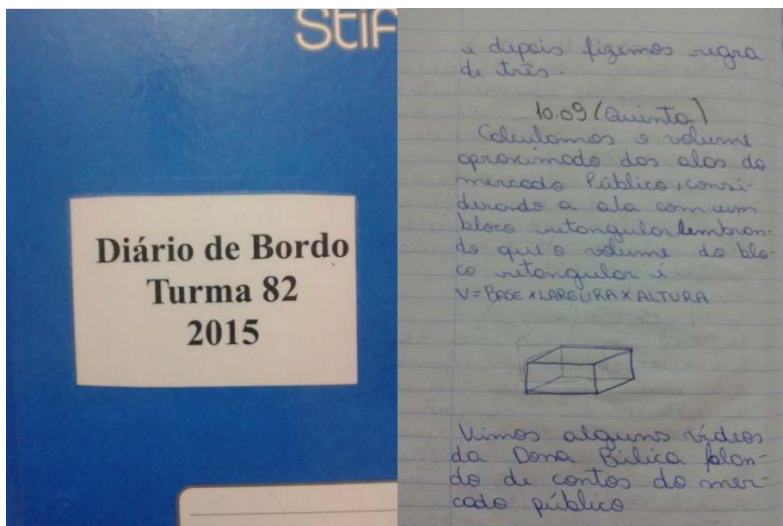 Stif
Diário de Bordo
Turma 82
2015
e depois fizemos regra
de três.
10.09 (Quinta)
Calculamos o volume
aproximado das alas do
mercado Público, consi-
derando a ala com um
bloco retangular lembran-
do que o volume do blo-
co retangular é
V = BASE X LARGURA X ALTURA
Vimos alguns vídeos
da Dona falan-
do de contos do mer-
cado público